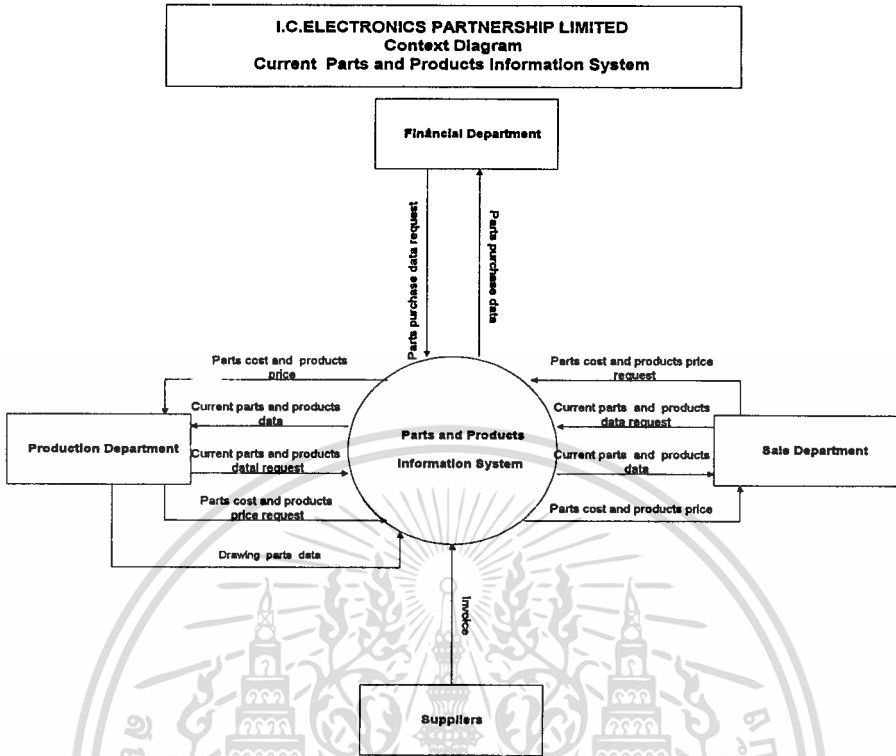 I.C.ELECTRONICS PARTNERSHIP LIMITED
Context Diagram
Current Parts and Products Information System
Financial Department
Parts purchase data request
Parts purchase data
Parts cost and products
price
Current parts and products
data
Current parts and products
datal request
Parts cost and products
price request
Drawing parts data
Production Department
Parts and Products
Information System
Parts cost and products price
request
Current parts and products
data request
Current parts and products
data
Parts cost and products price
Sale Department
Invoice
Suppliers